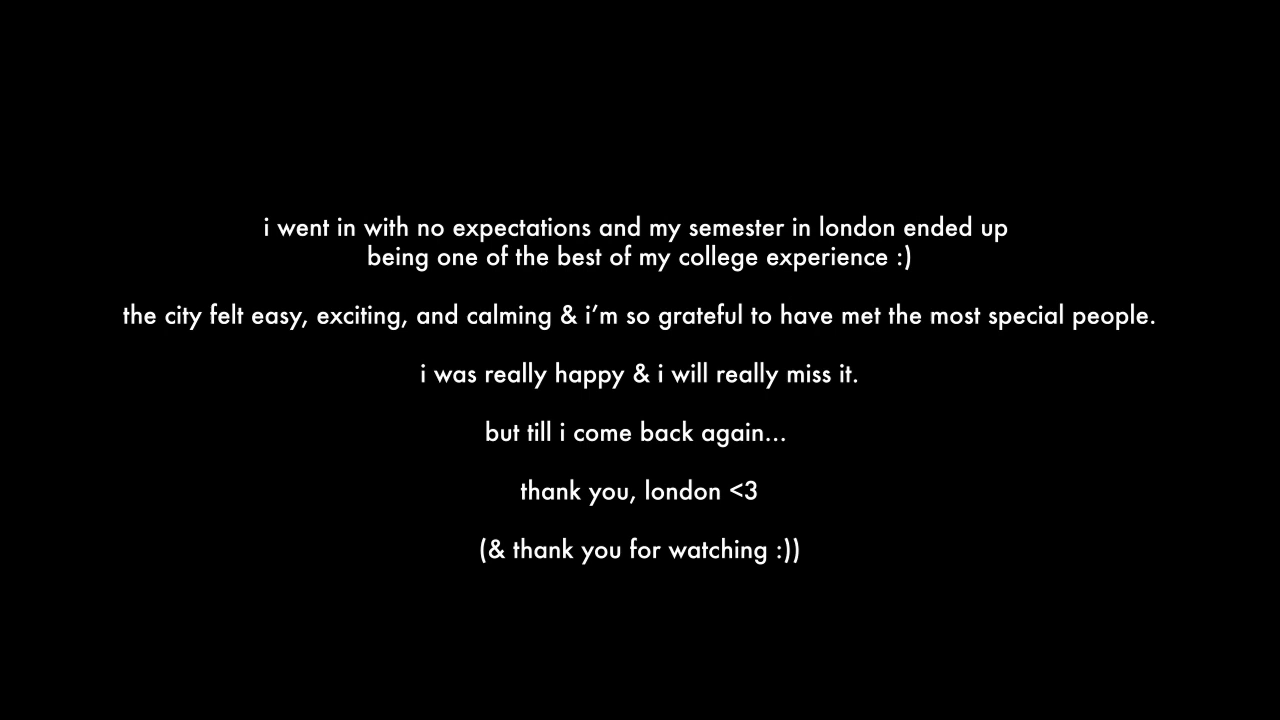 i went in with no expectations and my semester in london ended up
being one of the best of my college experience :)
the city felt easy, exciting, and calming & i’m so grateful to have met the most special people.
i was really happy & i will really miss it.
but till i come back again...
thank you, london <3
(& thank you for watching :))